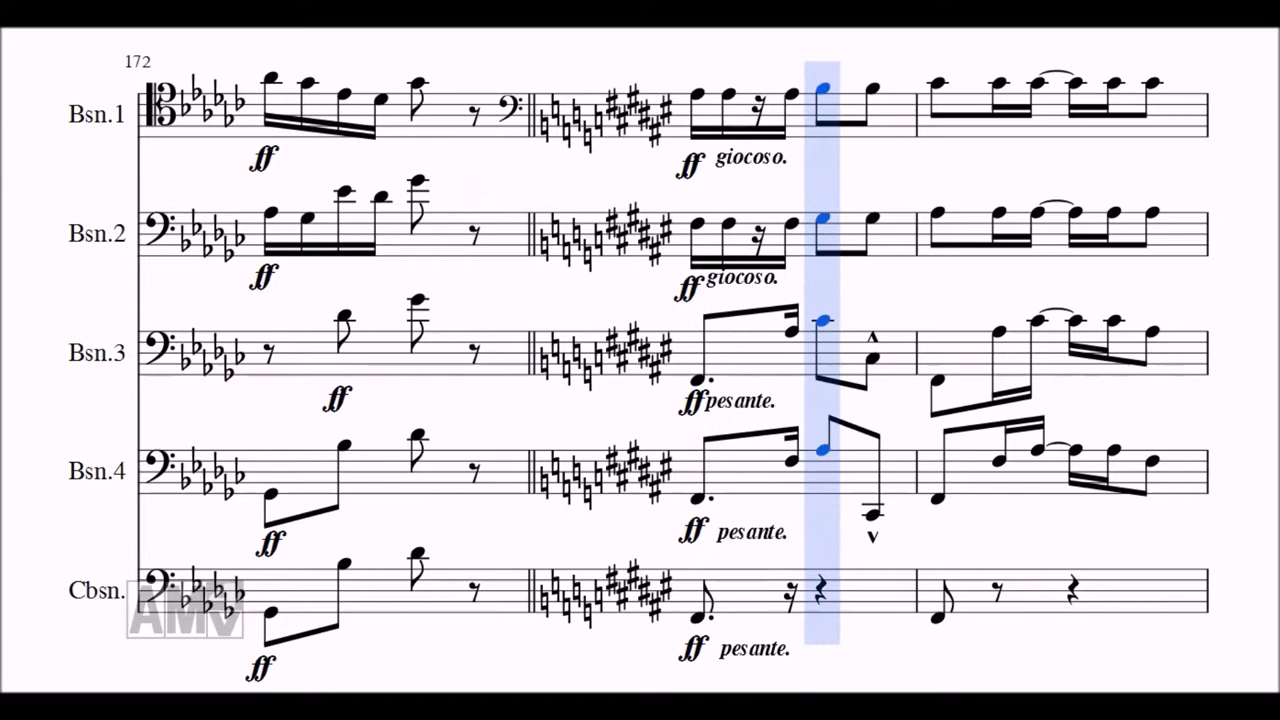 172
Bsn.1
ff
ff giocoso.
Bsn.2
ff
ff giocoso.
Bsn.3
ff
ff pesante.
Bsn.4
ff
ff pesante.
Cbsn.
AMV
ff
ff pesante.